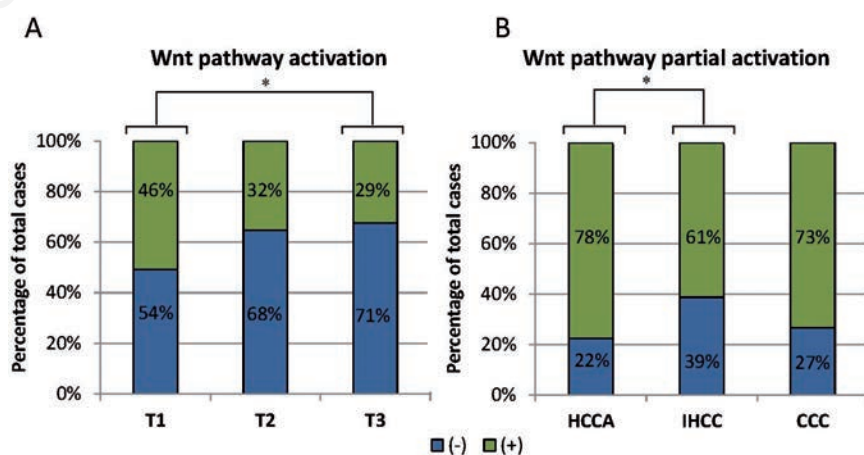 A
Wnt pathway activation
*
Percentage of total cases
100%
80%
60%
40%
20%
0%
46%
32%
29%
54%
68%
71%
T1
T2
T3
B
Wnt pathway partial activation
*
Percentage of total cases
100%
80%
60%
40%
20%
0%
78%
61%
73%
22%
39%
27%
HCCA
IHCC
CCC
(-)
(+)